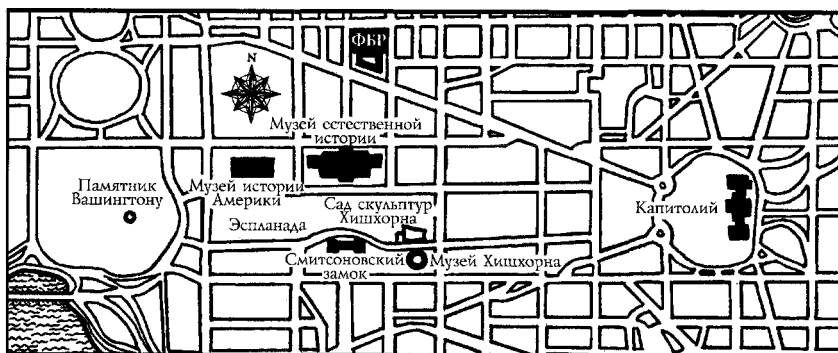 ФБР
N
Музей естественной
истории
Памятник
Вашингтону
Музей истории
Америки
Сад скульптур
Хишхорна
Капитолий
Эспланада
Смитсоновский
замок
Музей Хишхорна